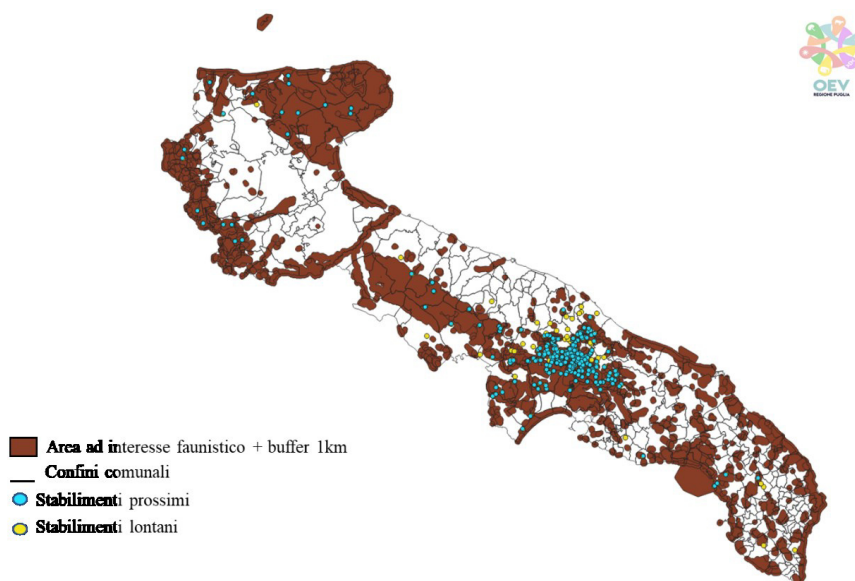 OEV
REGIONE PUGLIA
Area ad interesse faunistico + buffer 1km
Confini comunali
Stabilimenti prossimi
Stabilimenti lontani